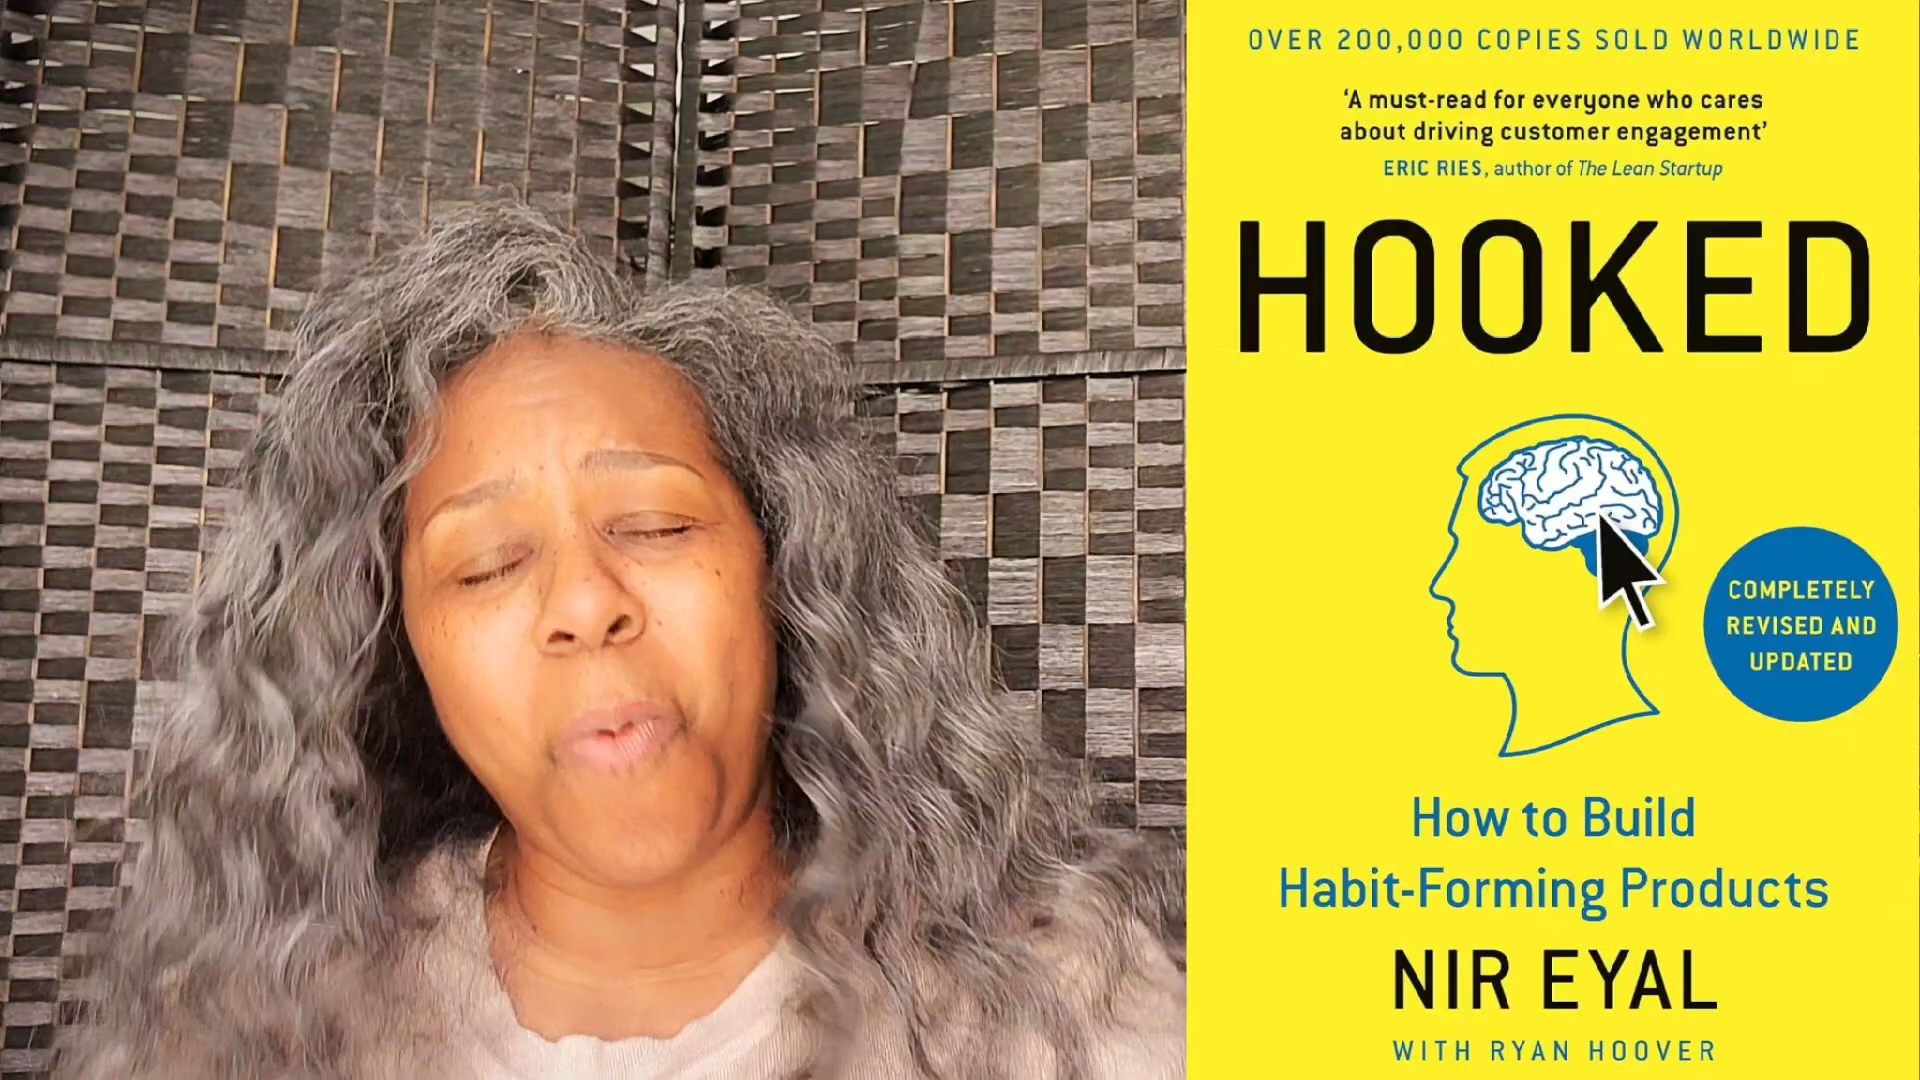 OVER 200,000 COPIES SOLD WORLDWIDE
‘A must-read for everyone who cares
about driving customer engagement’
ERIC RIES, author of The Lean Startup
HOOKED
COMPLETELY
REVISED AND
UPDATED
How to Build
Habit-Forming Products
NIR EYAL
WITH RYAN HOOVER